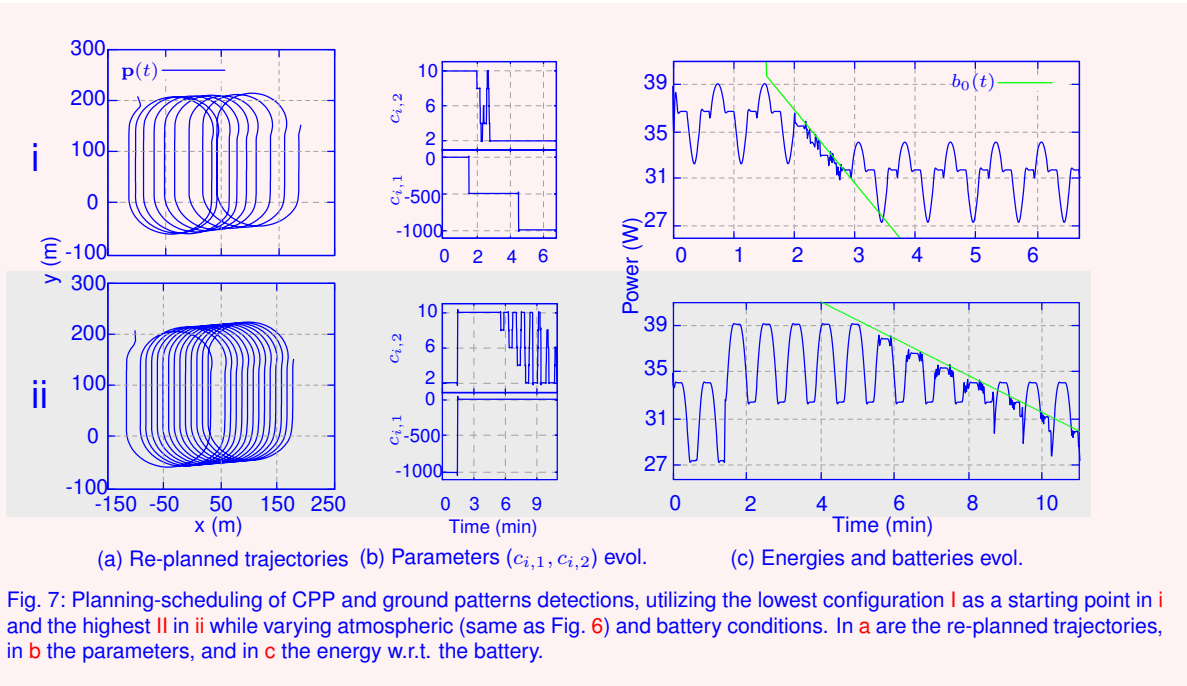 300
200
100
0
-100
y (m)
p(t)
i
10
6
2
c_{i,2}
0
-500
-1000
c_{i,1}
0 2 4 6
39
35
31
27
Power (W)
b_0(t)
0 1 2 3 4 5 6
300
200
100
0
-100
-150 -50 50 150 250
x (m)
ii
10
6
2
c_{i,2}
0
-500
-1000
c_{i,1}
0 3 6 9
Time (min)
39
35
31
27
0 2 4 6 8 10
Time (min)
(a) Re-planned trajectories (b) Parameters (c_{i,1}, c_{i,2}) evol. (c) Energies and batteries evol.
Fig. 7: Planning-scheduling of CPP and ground patterns detections, utilizing the lowest configuration I as a starting point in i
and the highest II in ii while varying atmospheric (same as Fig. 6) and battery conditions. In a are the re-planned trajectories,
in b the parameters, and in c the energy w.r.t. the battery.